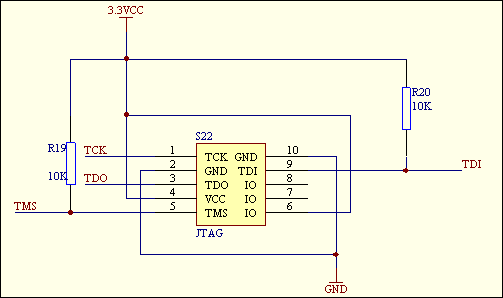 3.3VCC
R20
10K
S22
R19
10K
TCK 1 TCK GND 10
2 GND TDI 9 TDI
TDO 3 TDO IO 8
4 VCC IO 7
TMS 5 TMS IO 6
JTAG
GND